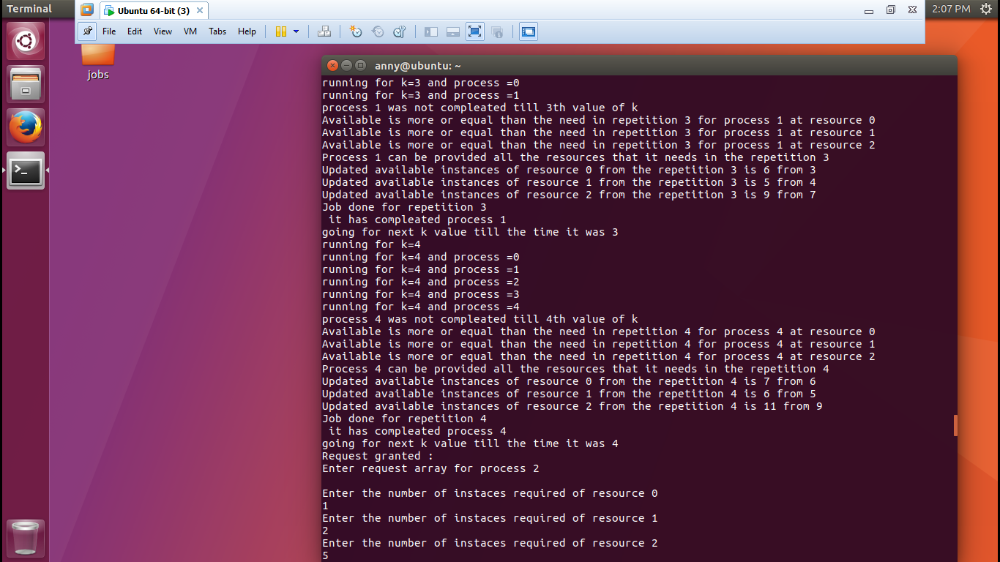 Terminal
Ubuntu 64-bit (3)
2:07 PM
File Edit View VM Tabs Help
jobs
anny@ubuntu: ~
running for k=3 and process =0
running for k=3 and process =1
process 1 was not compleated till 3th value of k
Available is more or equal than the need in repetition 3 for process 1 at resource 0
Available is more or equal than the need in repetition 3 for process 1 at resource 1
Available is more or equal than the need in repetition 3 for process 1 at resource 2
Process 1 can be provided all the resources that it needs in the repetition 3
Updated available instances of resource 0 from the repetition 3 is 6 from 3
Updated available instances of resource 1 from the repetition 3 is 5 from 4
Updated available instances of resource 2 from the repetition 3 is 9 from 7
Job done for repetition 3
it has compleated process 1
going for next k value till the time it was 3
running for k=4
running for k=4 and process =0
running for k=4 and process =1
running for k=4 and process =2
running for k=4 and process =3
running for k=4 and process =4
process 4 was not compleated till 4th value of k
Available is more or equal than the need in repetition 4 for process 4 at resource 0
Available is more or equal than the need in repetition 4 for process 4 at resource 1
Available is more or equal than the need in repetition 4 for process 4 at resource 2
Process 4 can be provided all the resources that it needs in the repetition 4
Updated available instances of resource 0 from the repetition 4 is 7 from 6
Updated available instances of resource 1 from the repetition 4 is 6 from 5
Updated available instances of resource 2 from the repetition 4 is 11 from 9
Job done for repetition 4
it has compleated process 4
going for next k value till the time it was 4
Request granted :
Enter request array for process 2
Enter the number of instaces required of resource 0
1
Enter the number of instaces required of resource 1
2
Enter the number of instaces required of resource 2
5